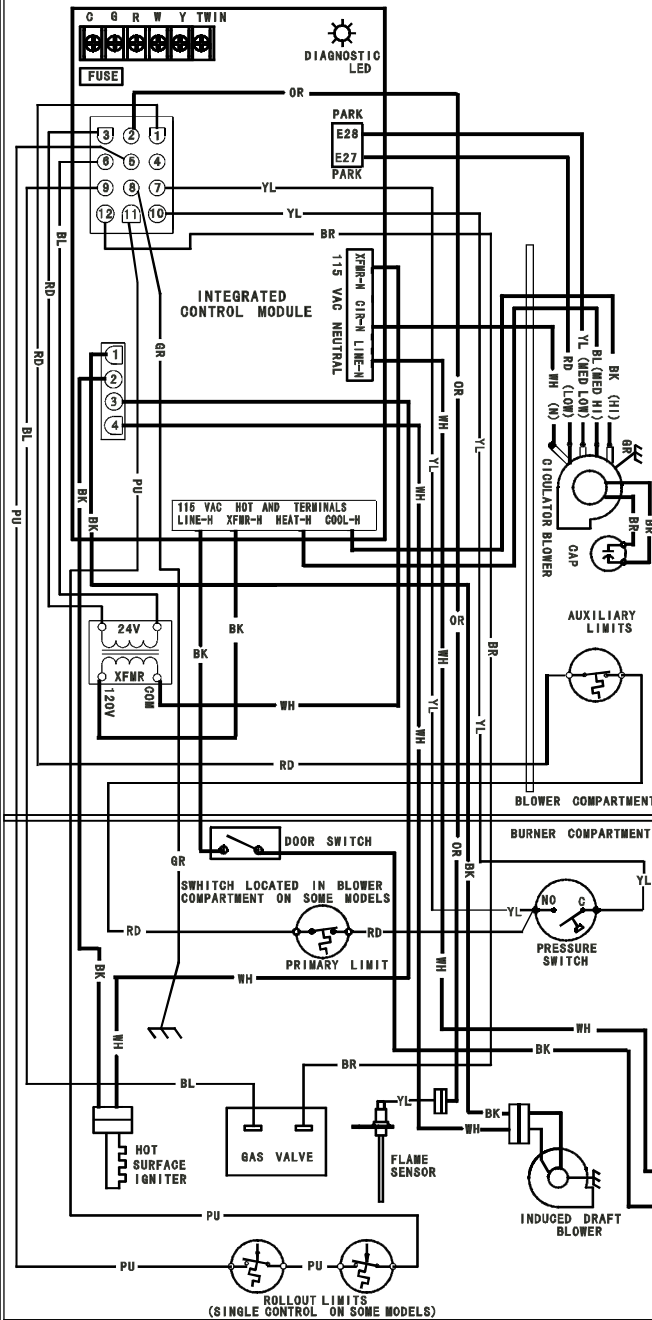 C G R W Y TWIN
FUSE
DIAGNOSTIC
LED
OR
PARK
E28
E27
PARK
3 2 1
6 5 4
9 8 7
12 11 10
YL
YL
BR
BL
RD
RD
GR
BL
PU
PU
INTEGRATED
CONTROL MODULE
XFMR-N CIR-N LINE-N
115 VAC NEUTRAL
1
2
3
4
BK
BK
OR
WH
YL
YL
WH
WH (N)
RD (LOW)
YL (MED LOW)
BL (MED HI)
BK (HI)
GR
CICULATOR BLOWER
CAP
BR
BR
115 VAC HOT AND TERMINALS
LINE-H XFMR-H HEAT-H COOL-H
24V
XFMR
120V
COM
BK
BK
WH
OR
BR
WH
YL
WH
YL
AUXILIARY
LIMITS
RD
BLOWER COMPARTMENT
BURNER COMPARTMENT
DOOR SWITCH
GR
OR
BK
SWHITCH LOCATED IN BLOWER
COMPARTMENT ON SOME MODELS
RD
RD
PRIMARY LIMIT
YL
NO C
YL
PRESSURE
SWITCH
BK
WH
WH
WH
WH
BK
BR
BL
YL
BK
WH
HOT
SURFACE
IGNITER
GAS VALVE
FLAME
SENSOR
INDUCED DRAFT
BLOWER
PU
PU
PU
ROLLOUT LIMITS
(SINGLE CONTROL ON SOME MODELS)